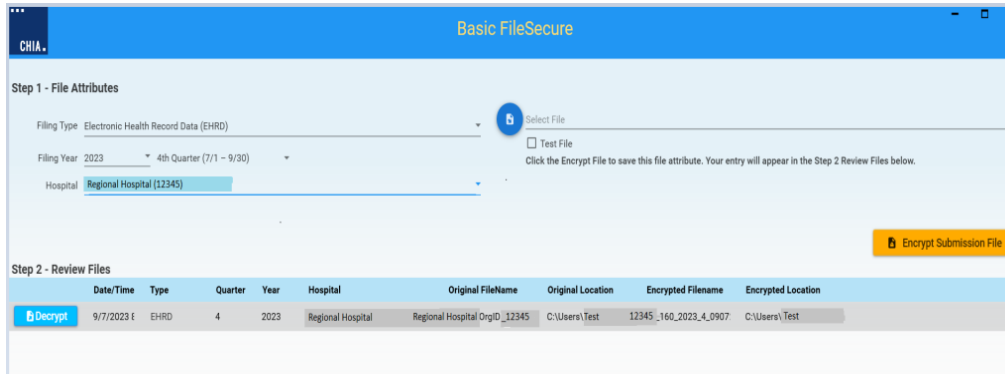 CHIA.
Basic FileSecure
Step 1 - File Attributes
Filing Type Electronic Health Record Data (EHRD)
Select File
Test File
Filing Year 2023 4th Quarter (7/1 – 9/30)
Click the Encrypt File to save this file attribute. Your entry will appear in the Step 2 Review Files below.
Hospital Regional Hospital (12345)
Encrypt Submission File
Step 2 - Review Files
Date/Time Type Quarter Year Hospital Original FileName Original Location Encrypted Filename Encrypted Location
Decrypt 9/7/2023 EHRD 4 2023 Regional Hospital Regional Hospital OrgID_12345 C:\Users\Test 12345_160_2023_4_0907 C:\Users\Test